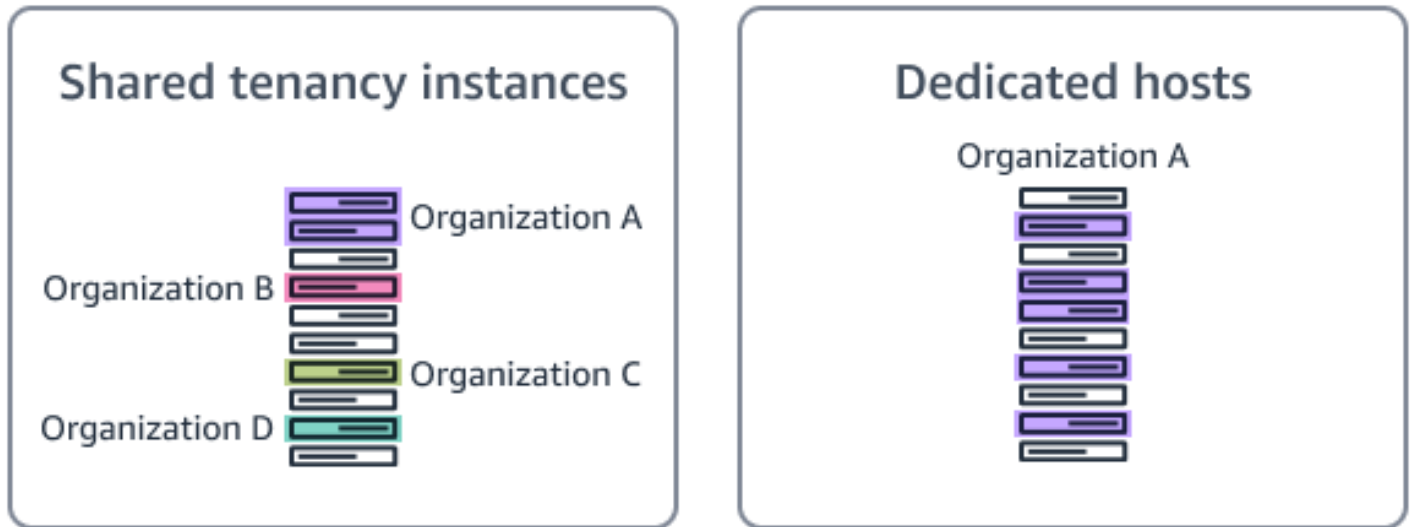 Shared tenancy instances
Organization A
Organization B
Organization C
Organization D
Dedicated hosts
Organization A